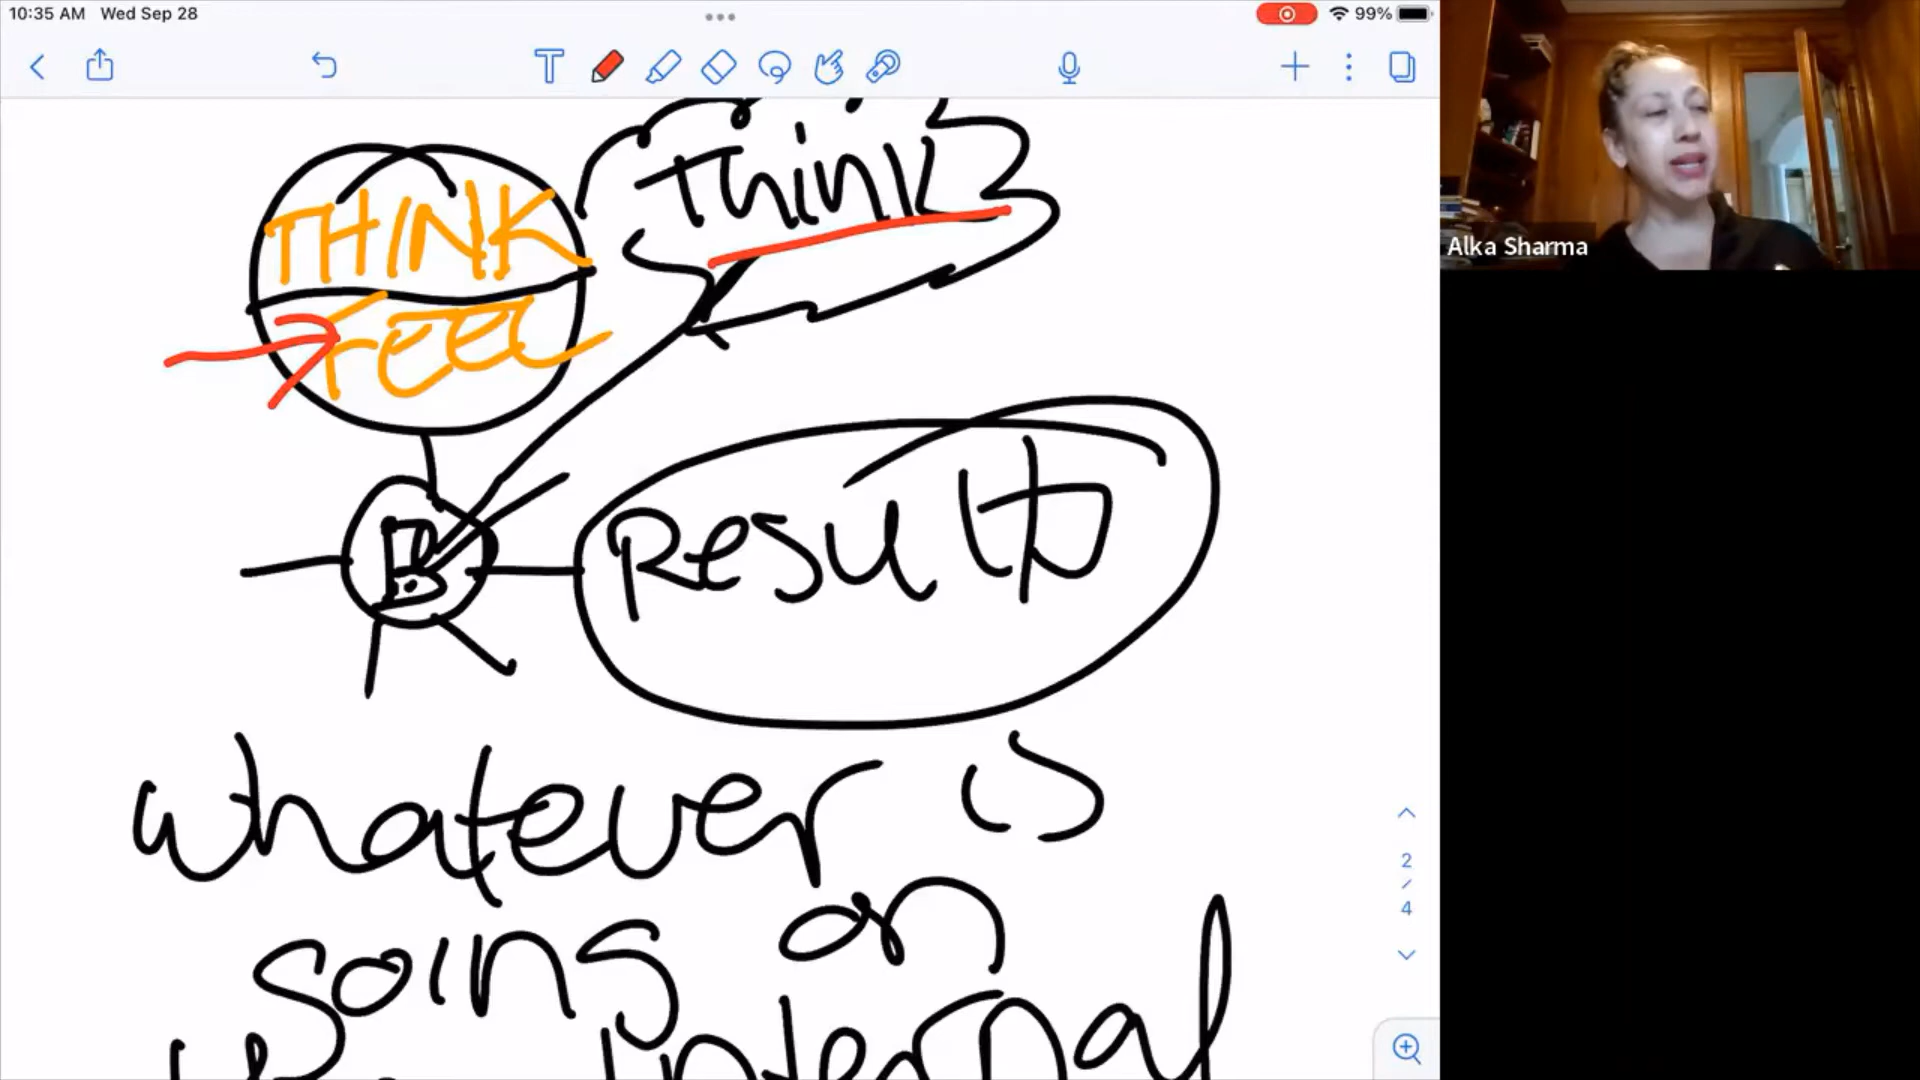 10:35 AM Wed Sep 28
99%
Think
THINK
FEEL
B
Results
Alka Sharma
whatever is
going on
internal
2
/
4